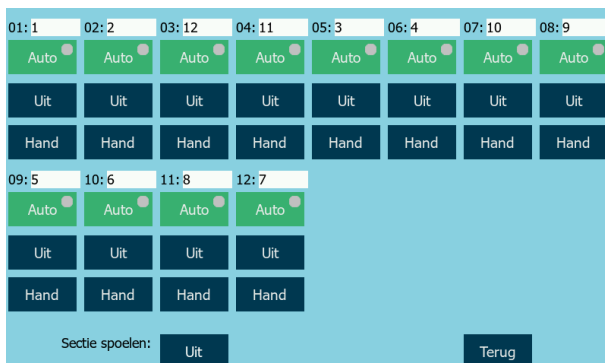 01: 1 02: 2 03: 12 04: 11 05: 3 06: 4 07: 10 08: 9
Auto Auto Auto Auto Auto Auto Auto Auto
Uit Uit Uit Uit Uit Uit Uit Uit
Hand Hand Hand Hand Hand Hand Hand Hand
09: 5 10: 6 11: 8 12: 7
Auto Auto Auto Auto
Uit Uit Uit Uit
Hand Hand Hand Hand
Sectie spoelen: Uit Terug